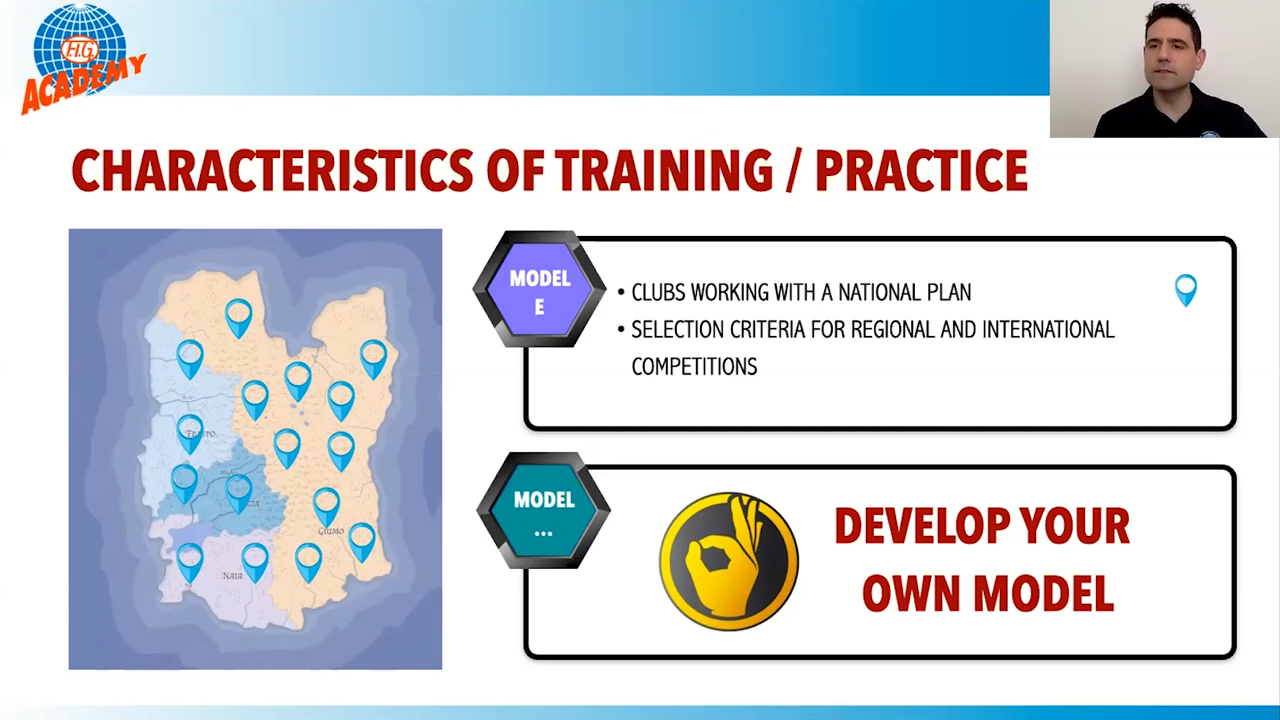 F.I.G.
ACADEMY
CHARACTERISTICS OF TRAINING / PRACTICE
MODEL
E
• CLUBS WORKING WITH A NATIONAL PLAN
• SELECTION CRITERIA FOR REGIONAL AND INTERNATIONAL
COMPETITIONS
MODEL
...
DEVELOP YOUR
OWN MODEL
NAIA